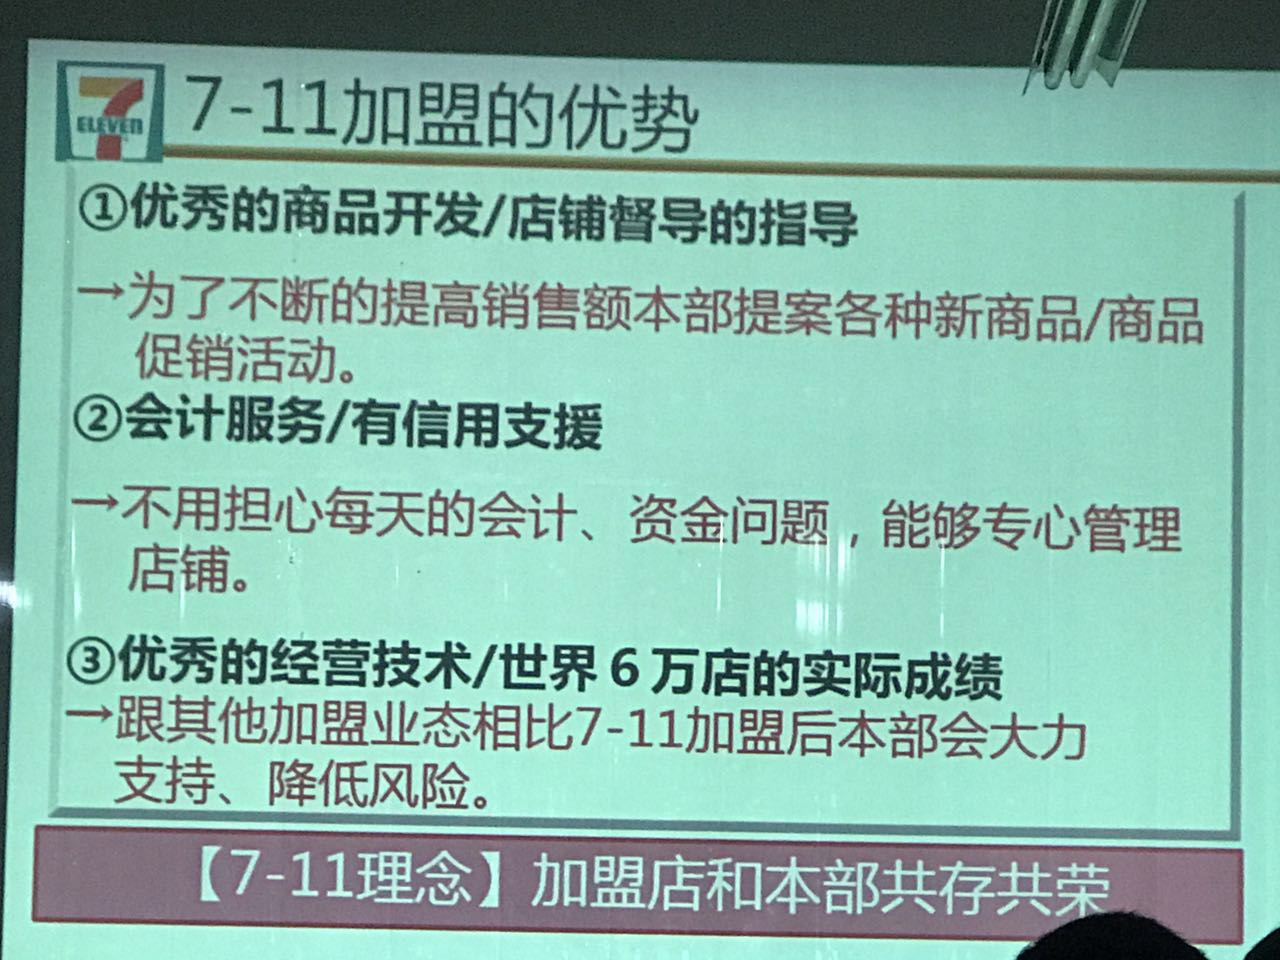 7-11加盟的优势
ELEVEN
①优秀的商品开发/店铺督导的指导
→为了不断的提高销售额本部提案各种新商品/商品
促销活动。
②会计服务/有信用支援
→不用担心每天的会计、资金问题，能够专心管理
店铺。
③优秀的经营技术/世界6万店的实际成绩
→跟其他加盟业态相比7-11加盟后本部会大力
支持、降低风险。
【7-11理念】加盟店和本部共存共荣